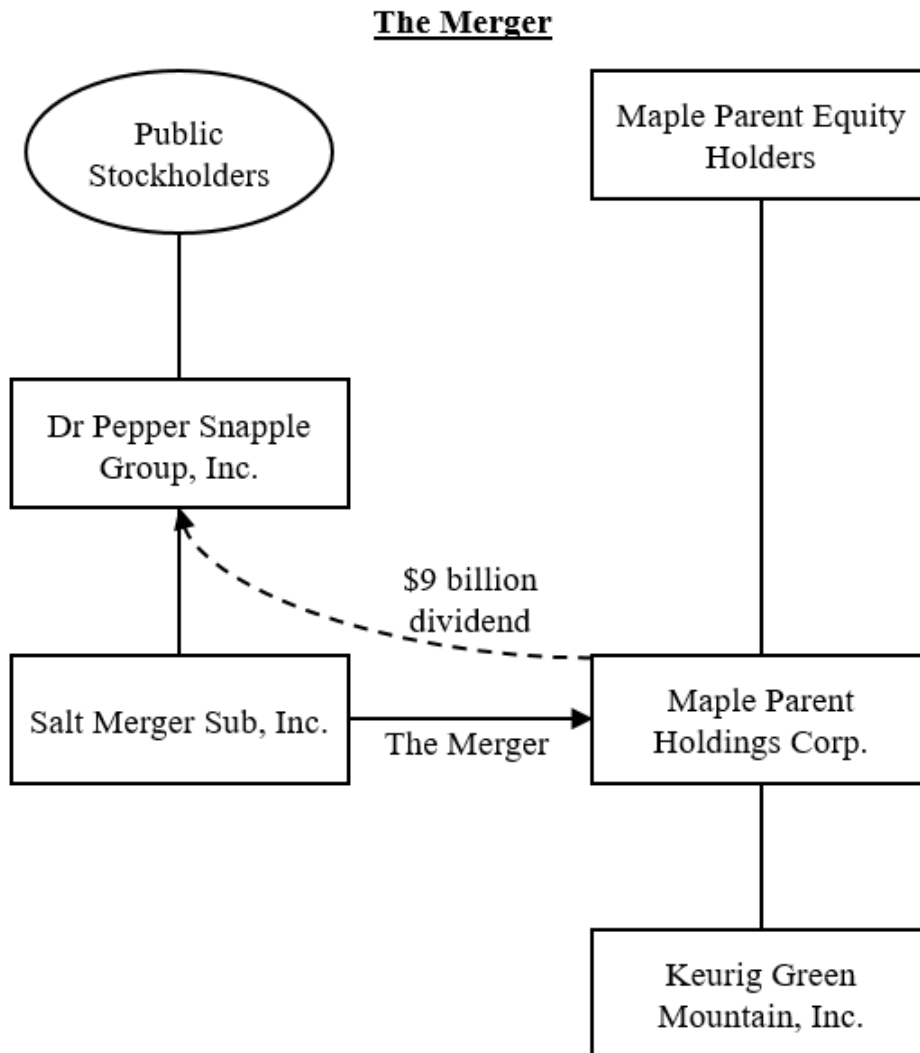 The Merger
Public
Stockholders
Maple Parent Equity
Holders
Dr Pepper Snapple
Group, Inc.
$9 billion
dividend
Salt Merger Sub, Inc.
The Merger
Maple Parent
Holdings Corp.
Keurig Green
Mountain, Inc.